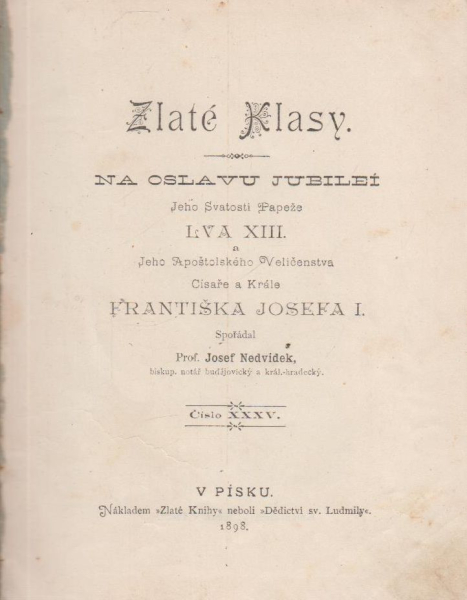 Zlaté Klasy.
NA OSLAVU JUBILEÍ
Jeho Svatosti Papeže
LVA XIII.
a
Jeho Apoštolského Veličenstva
Císaře a Krále
FRANTIŠKA JOSEFA I.
Spořádal
Prof. Josef Nedvídek,
biskup. notář budějovický a král.-hradecký.
Číslo XXXV.
V PÍSKU.
Nákladem »Zlaté Knihy« neboli »Dědictví sv. Ludmily«.
1898.